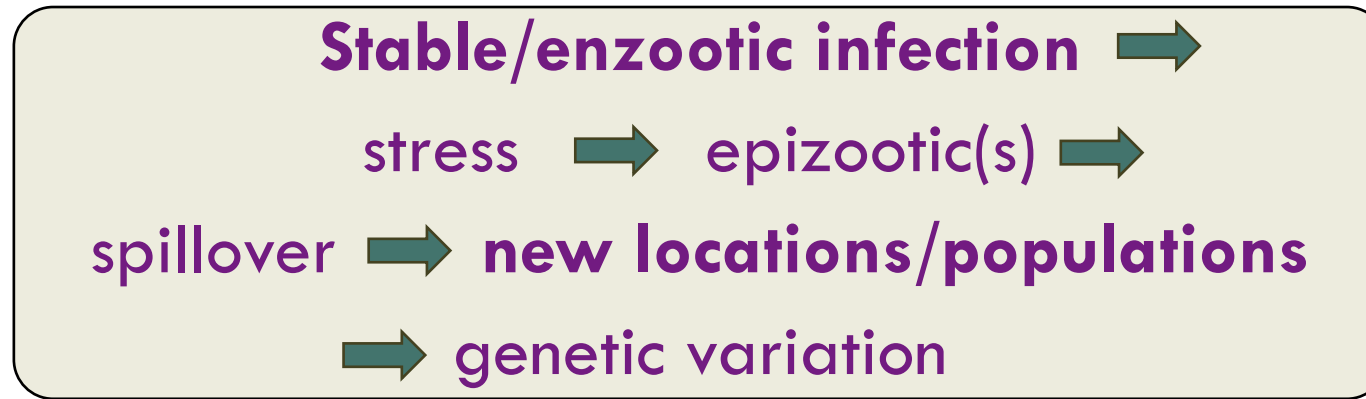 Stable/enzootic infection
stress epizootic(s)
spillover new locations/populations
genetic variation